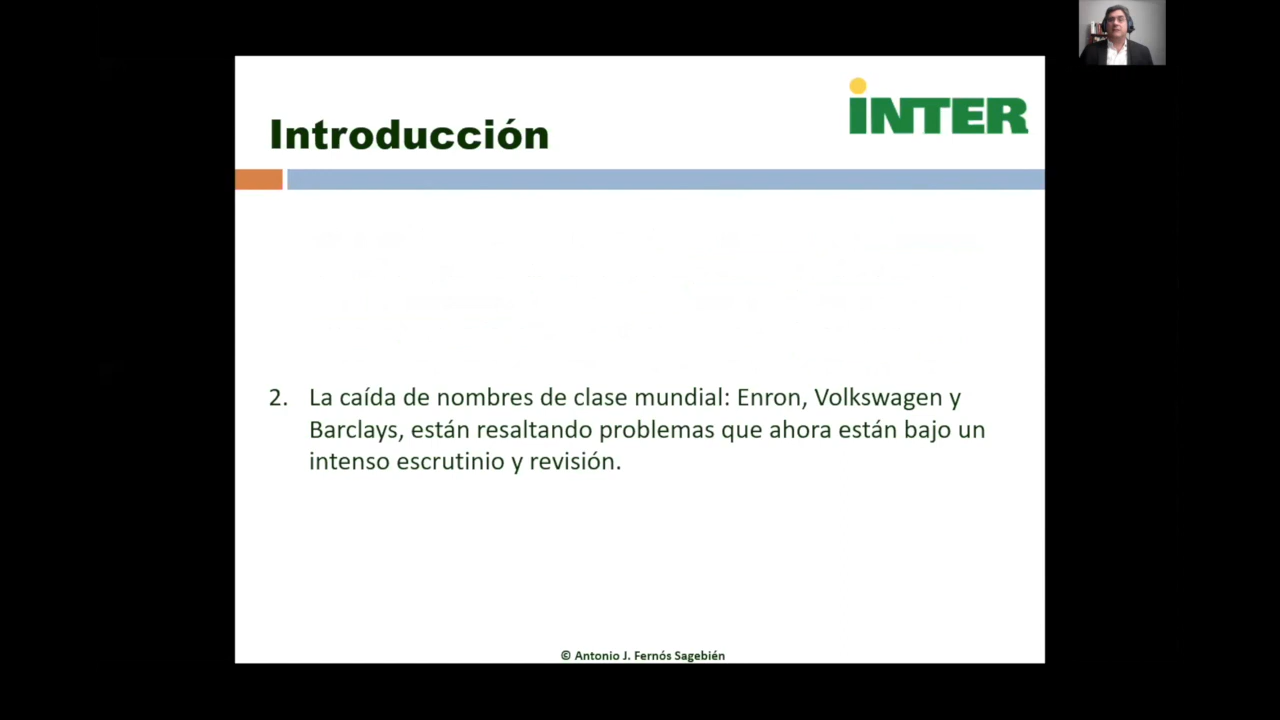 INTER
Introducción
2. La caída de nombres de clase mundial: Enron, Volkswagen y
Barclays, están resaltando problemas que ahora están bajo un
intenso escrutinio y revisión.
© Antonio J. Fernós Sagebién